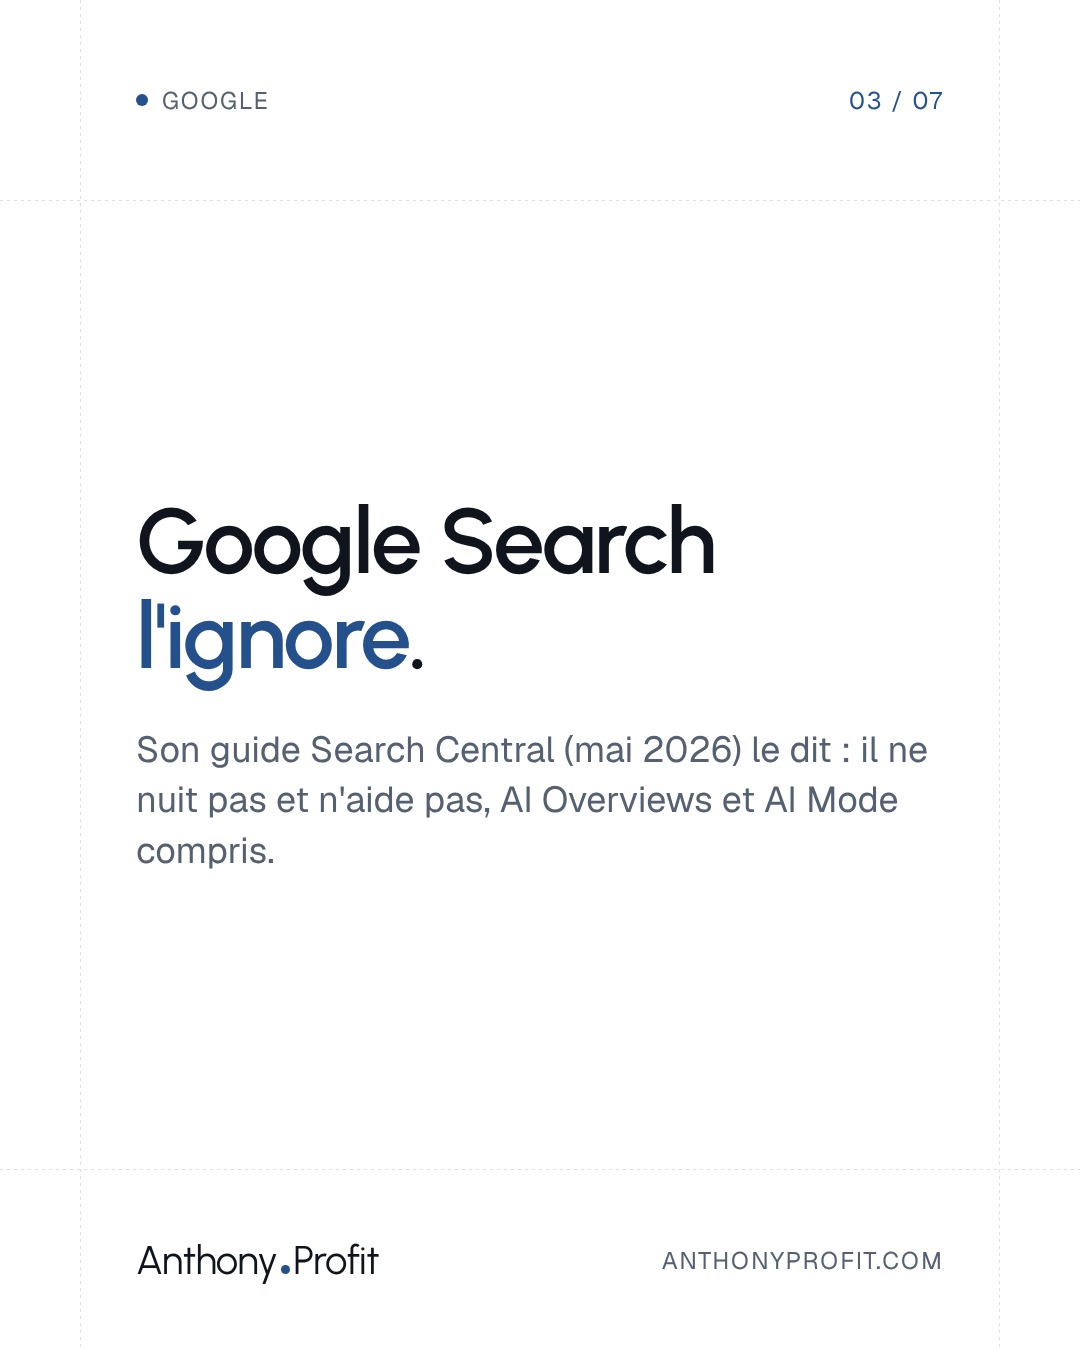 GOOGLE
03 / 07
Google Search
l'ignore.
Son guide Search Central (mai 2026) le dit : il ne
nuit pas et n'aide pas, AI Overviews et AI Mode
compris.
Anthony.Profit
ANTHONYPROFIT.COM